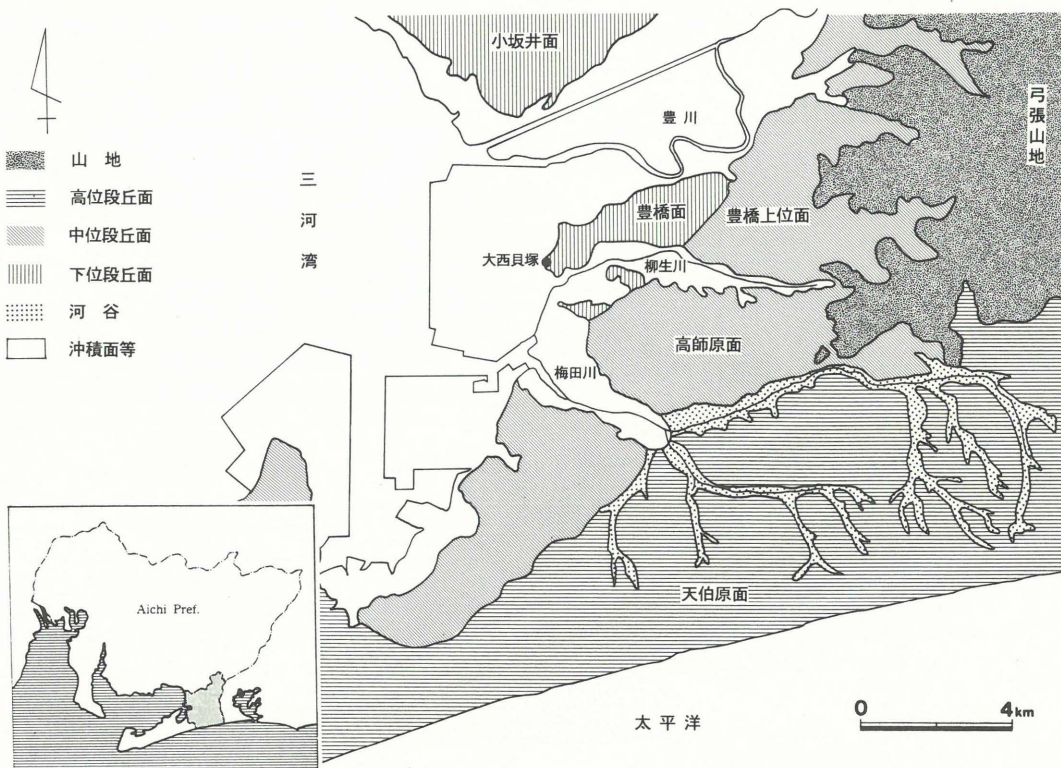 小坂井面
弓張山地
豊川
山地
三河湾
高位段丘面
豊橋面
豊橋上位面
中位段丘面
大西貝塚
柳生川
下位段丘面
河谷
高師原面
沖積面等
梅田川
天伯原面
Aichi Pref.
太平洋
0 4km